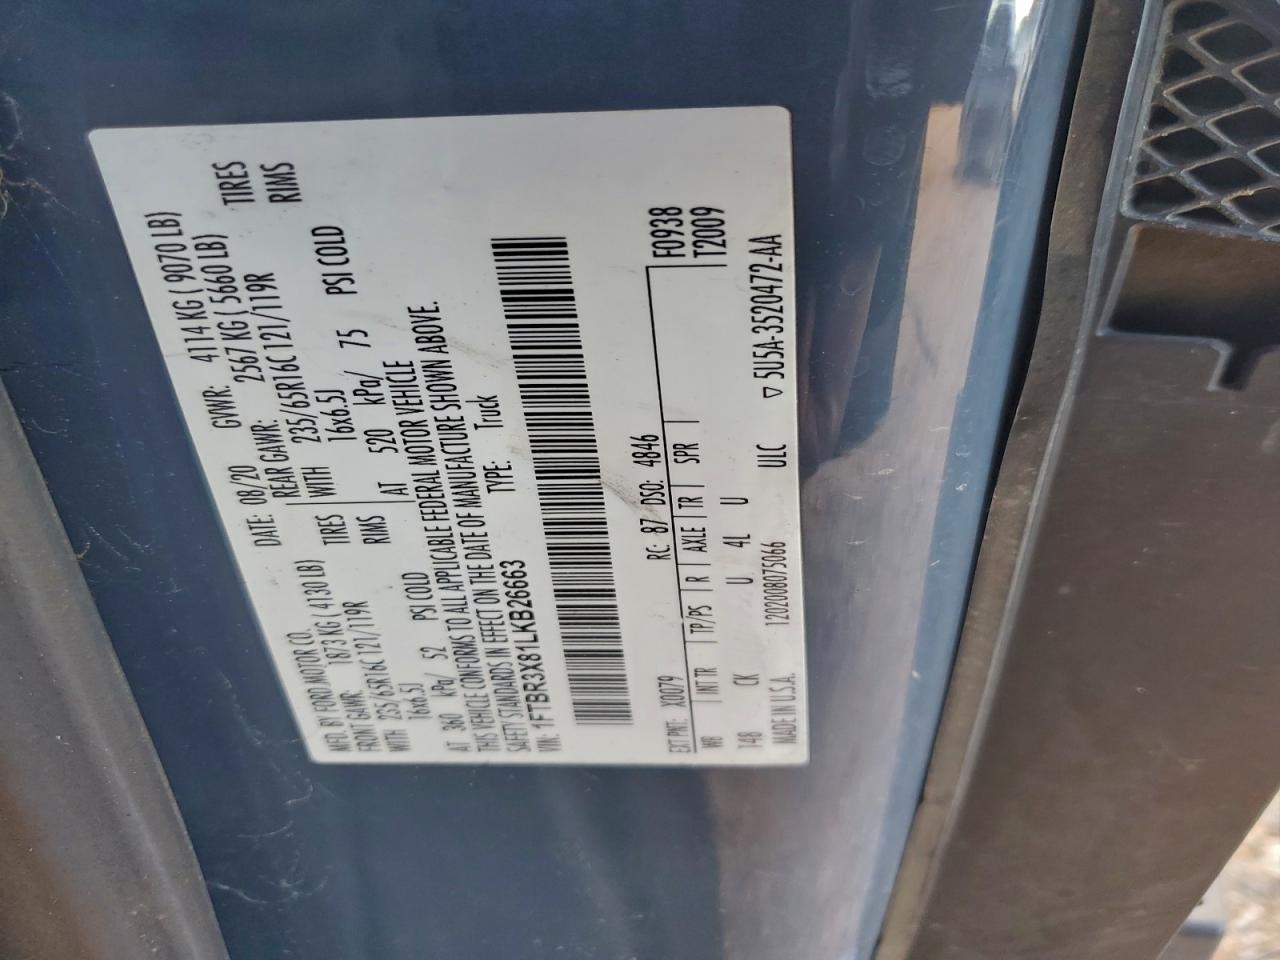 MFD. BY FORD MOTOR CO. DATE: 08/20 GVWR: 4114 KG ( 9070 LB)
FRONT GAWR: 1873 KG ( 4130 LB) REAR GAWR: 2567 KG ( 5660 LB)
WITH 235/65R16C 121/119R TIRES WITH 235/65R16C 121/119R TIRES
16x6.5J RIMS 16x6.5J RIMS
AT 360 kPa/ 52 PSI COLD AT 520 kPa/ 75 PSI COLD
THIS VEHICLE CONFORMS TO ALL APPLICABLE FEDERAL MOTOR VEHICLE
SAFETY STANDARDS IN EFFECT ON THE DATE OF MANUFACTURE SHOWN ABOVE.
VIN: 1FTBR3X81LKB26663 TYPE: Truck
EXT PNT: X0079 RC: 87 DSO: 4846 F0938
WB INT TR TP/PS R AXLE TR SPR T2009
148 CK U 4L U
MADE IN U.S.A. 1202008075066 ULC ▽ 5U5A-3520472-AA